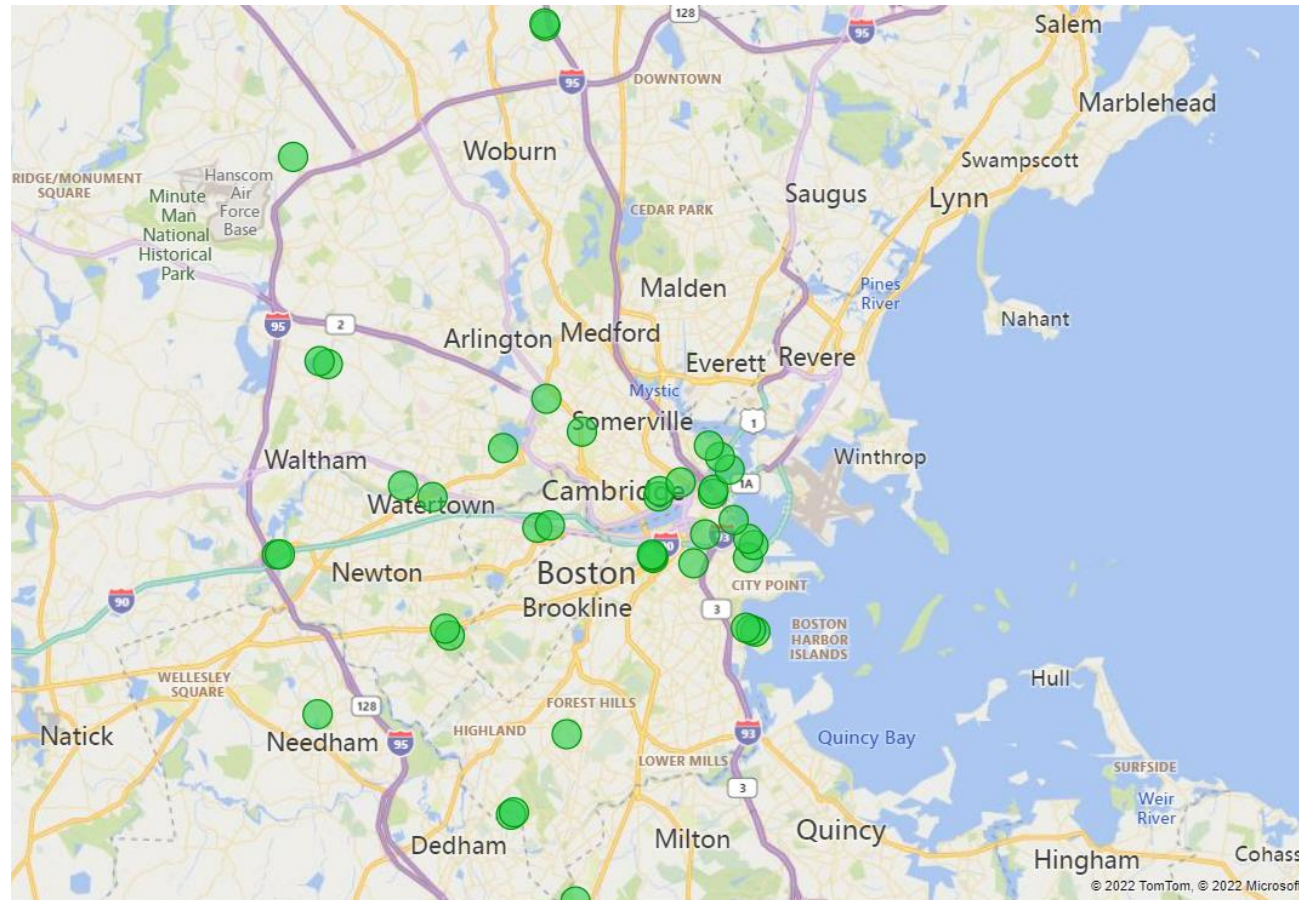 128
Salem
95
DOWNTOWN
95
Marblehead
Woburn
Swampscott
RIDGE/MONUMENT
SQUARE
Hanscom
Air
Force
Base
Minute
Man
National
Historical
Park
Saugus
Lynn
CEDAR PARK
Malden
Pines
River
Nahant
95
2
Arlington
Medford
Everett
Revere
Mystic
Somerville
1
Waltham
Winthrop
Watertown
Cambridge
1A
Newton
Boston
90
Brookline
CITY POINT
3
BOSTON
HARBOR
ISLANDS
WELLESLEY
SQUARE
Hull
128
FOREST HILLS
Natick
Needham
95
HIGHLAND
93
Quincy Bay
LOWER MILLS
SURFSIDE
3
Weir
River
Dedham
Milton
Quincy
Hingham
Cohass
© 2022 TomTom, © 2022 Microsoft